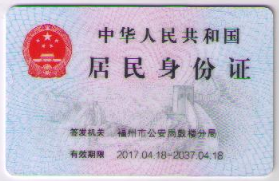 中华人民共和国
居民身份证
签发机关 福州市公安局鼓楼分局
有效期限 2017.04.18-2037.04.18